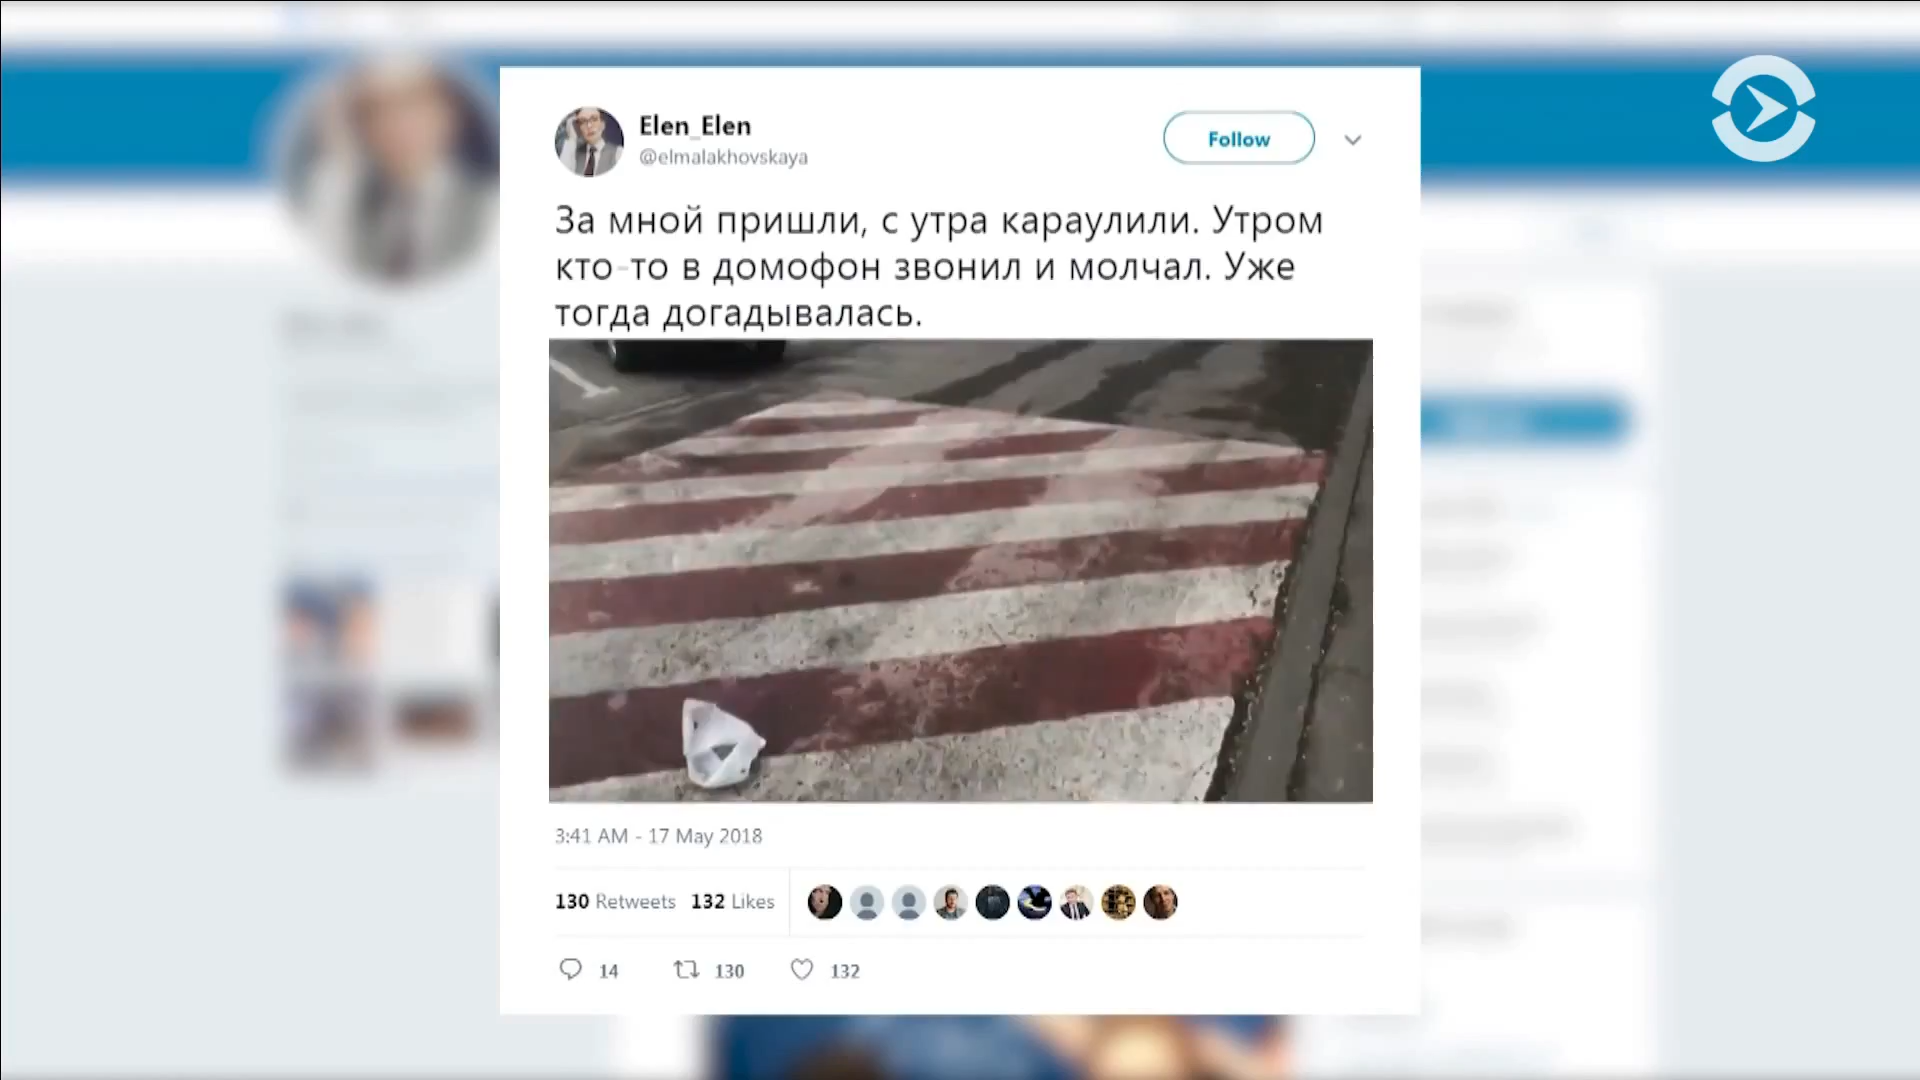 Elen_Elen
@elmalakhovskaya
Follow
За мной пришли, с утра караулили. Утром
кто-то в домофон звонил и молчал. Уже
тогда догадывалась.
3:41 AM - 17 May 2018
130 Retweets 132 Likes
14 130 132